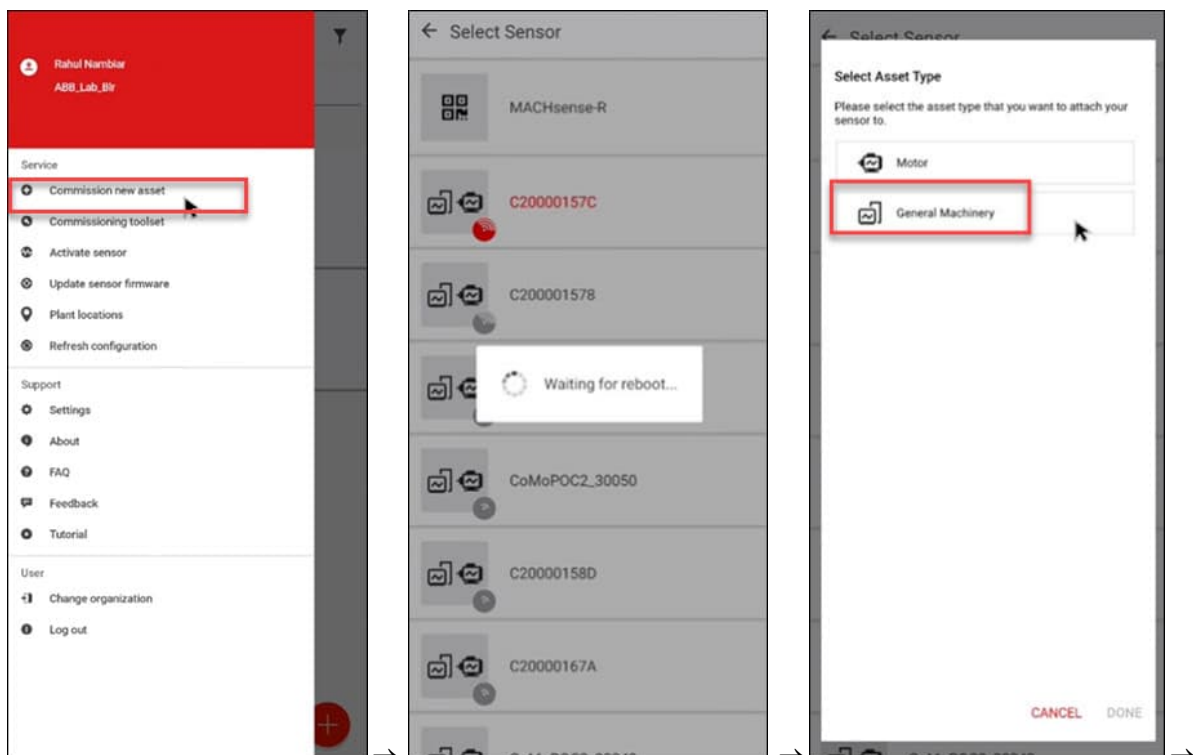 Rahul Nambiar
ABB_Lab_Blr
Service
Commission new asset
Commissioning toolset
Activate sensor
Update sensor firmware
Plant locations
Refresh configuration
Support
Settings
About
FAQ
Feedback
Tutorial
User
Change organization
Log out
→
← Select Sensor
MACHsense-R
C20000157C
C200001578
Waiting for reboot...
CoMoPOC2_30050
C20000158D
C20000167A
→
← Select Sensor
Select Asset Type
Please select the asset type that you want to attach your
sensor to.
Motor
General Machinery
CANCEL DONE
→